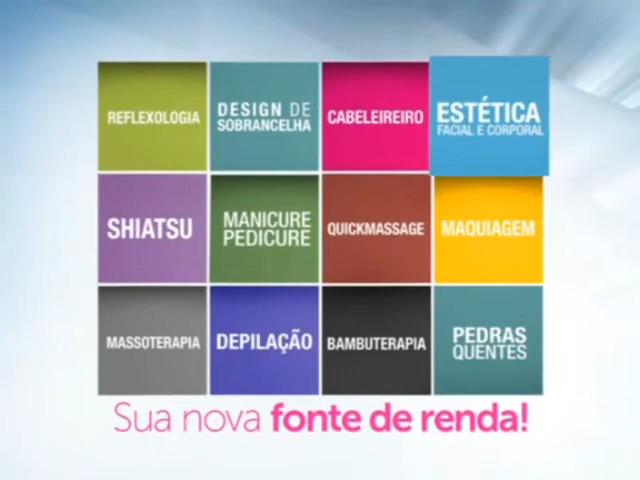 REFLEXOLOGIA
DESIGN DE
SOBRANCELHA
CABELEIREIRO
ESTÉTICA
FACIAL E CORPORAL
SHIATSU
MANICURE
PEDICURE
QUICKMASSAGE
MAQUIAGEM
MASSOTERAPIA
DEPILAÇÃO
BAMBUTERAPIA
PEDRAS
QUENTES
Sua nova fonte de renda!